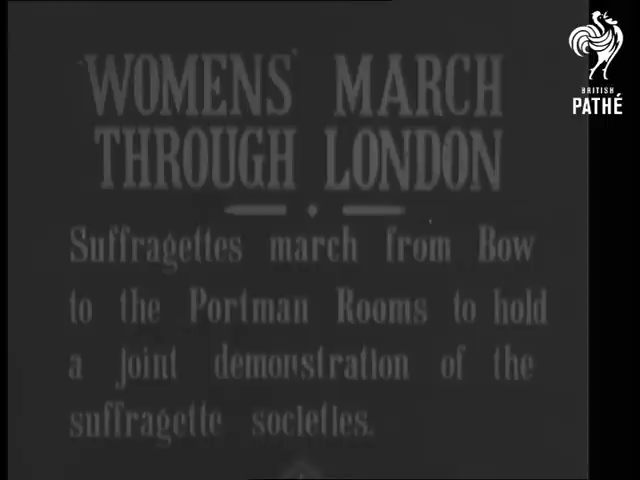 'WOMENS' MARCH
THROUGH LONDON
Suffragettes march from Bow
to the Portman Rooms to hold
a joint demonstration of the
suffragette societies.
BRITISH
PATHÉ